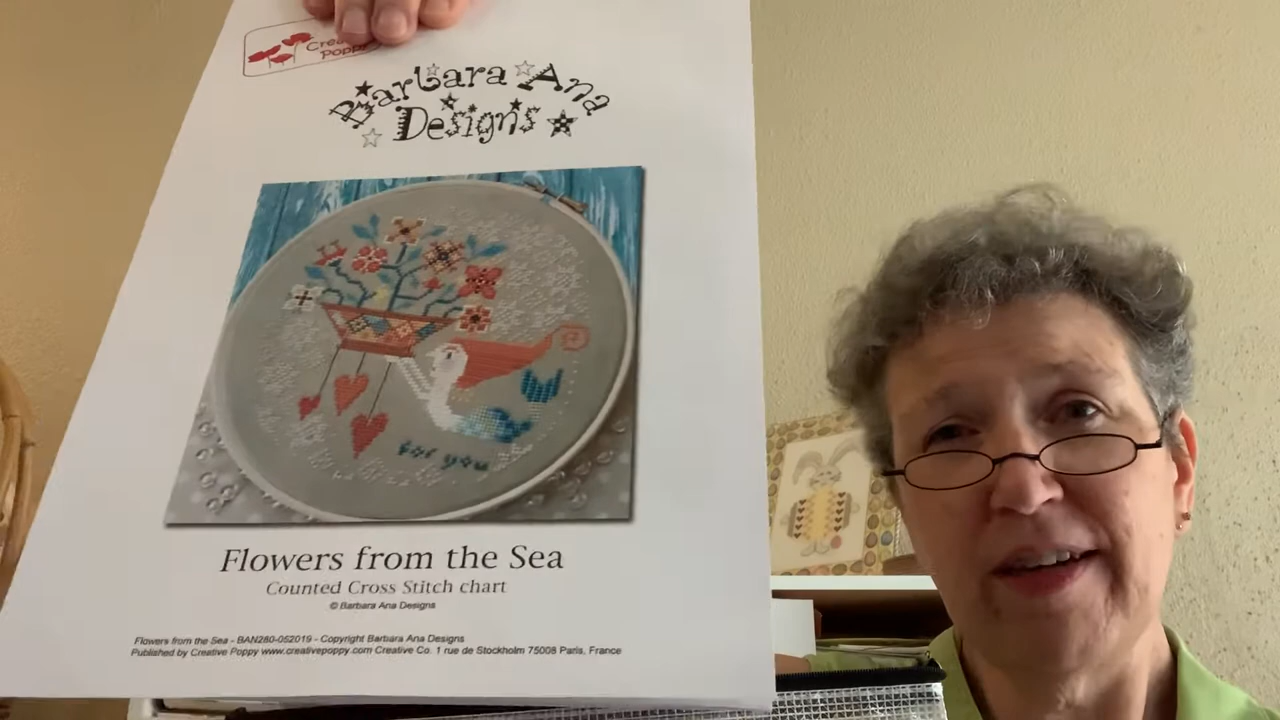 Creative
Poppy
Barbara Ana
Designs
for you
Flowers from the Sea
Counted Cross Stitch chart
© Barbara Ana Designs
Flowers from the Sea - BAN280-052019 - Copyright Barbara Ana Designs
Published by Creative Poppy www.creativepoppy.com Creative Co. 1 rue de Stockholm 75008 Paris, France